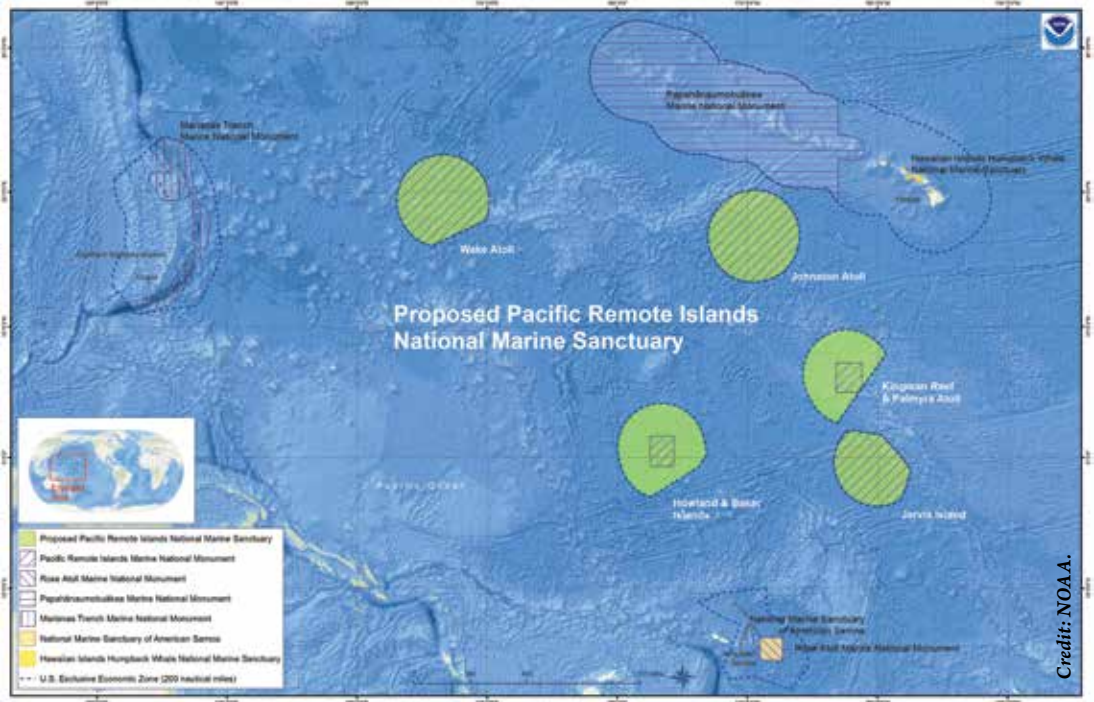 Marianas Trench
Marine National Monument
Papahānaumokuākea
Marine National Monument
Hawaiian Islands Humpback Whale
National Marine Sanctuary
Wake Atoll
Johnston Atoll
Proposed Pacific Remote Islands
National Marine Sanctuary
Kingman Reef
& Palmyra Atoll
Howland & Baker
Islands
Jarvis Island
Pacific Ocean
National Marine Sanctuary
of American Samoa
Rose Atoll Marine National Monument
Proposed Pacific Remote Islands National Marine Sanctuary
Pacific Remote Islands Marine National Monument
Rose Atoll Marine National Monument
Papahānaumokuākea Marine National Monument
Marianas Trench Marine National Monument
National Marine Sanctuary of American Samoa
Hawaiian Islands Humpback Whale National Marine Sanctuary
U.S. Exclusive Economic Zone (200 nautical miles)
Credit: NOAA.